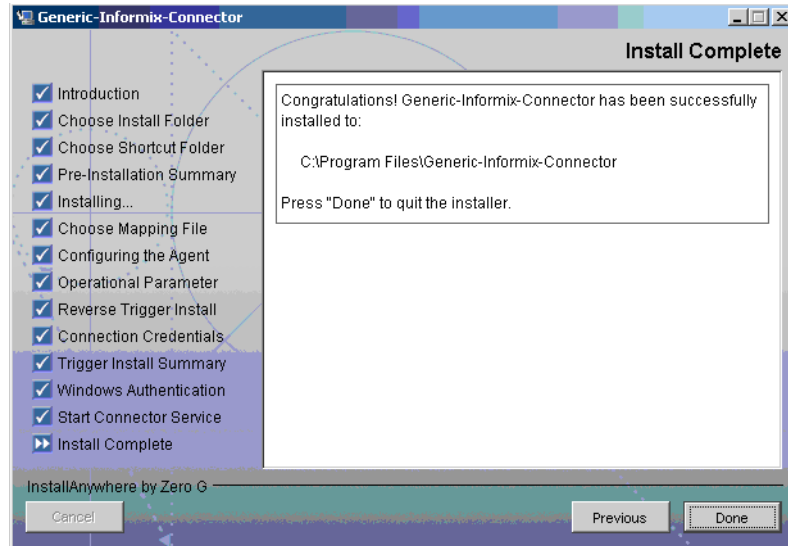 Generic-Informix-Connector
Install Complete
Introduction
Choose Install Folder
Choose Shortcut Folder
Pre-Installation Summary
Installing...
Choose Mapping File
Configuring the Agent
Operational Parameter
Reverse Trigger Install
Connection Credentials
Trigger Install Summary
Windows Authentication
Start Connector Service
Install Complete
Congratulations! Generic-Informix-Connector has been successfully
installed to:
C:\Program Files\Generic-Informix-Connector
Press "Done" to quit the installer.
InstallAnywhere by Zero G
Cancel
Previous
Done